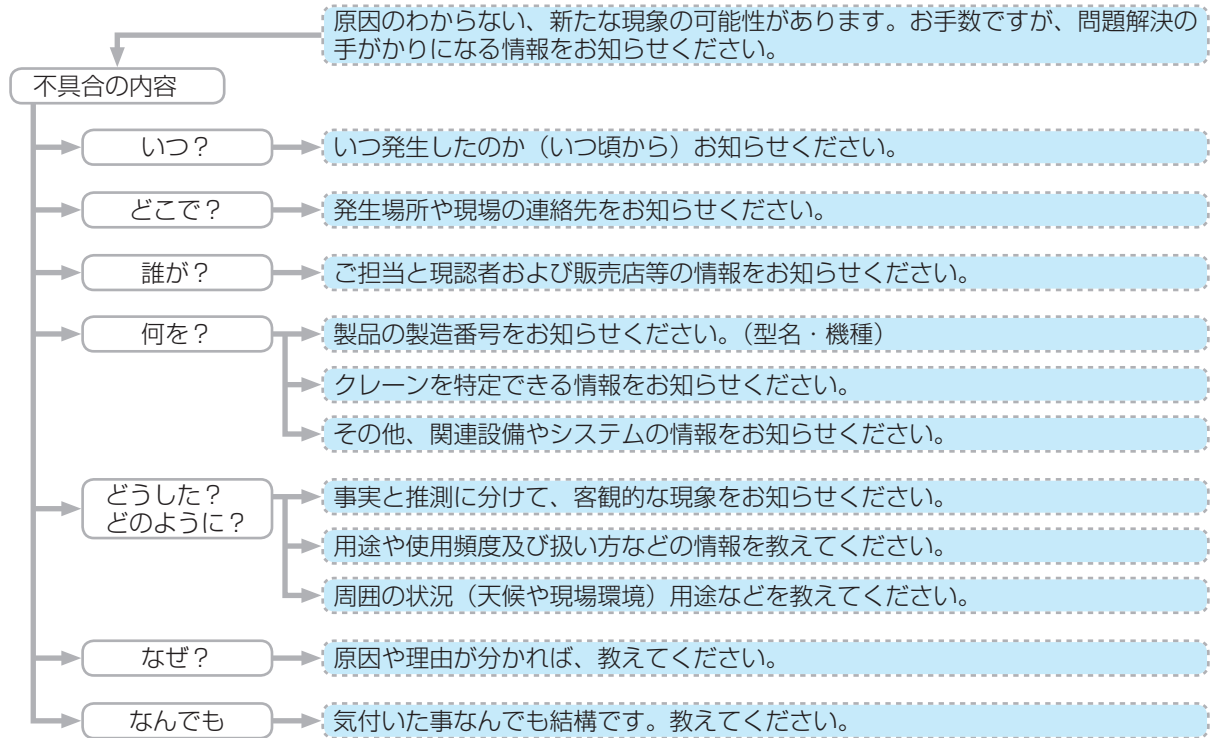 原因のわからない、新たな現象の可能性があります。お手数ですが、問題解決の
手がかりになる情報をお知らせください。
不具合の内容
いつ？
いつ発生したのか（いつ頃から）お知らせください。
どこで？
発生場所や現場の連絡先をお知らせください。
誰が？
ご担当と現認者および販売店等の情報をお知らせください。
何を？
製品の製造番号をお知らせください。（型名・機種）
クレーンを特定できる情報をお知らせください。
その他、関連設備やシステムの情報をお知らせください。
どうした？
どのように？
事実と推測に分けて、客観的な現象をお知らせください。
用途や使用頻度及び扱い方などの情報を教えてください。
周囲の状況（天候や現場環境）用途などを教えてください。
なぜ？
原因や理由が分かれば、教えてください。
なんでも
気付いた事なんでも結構です。教えてください。